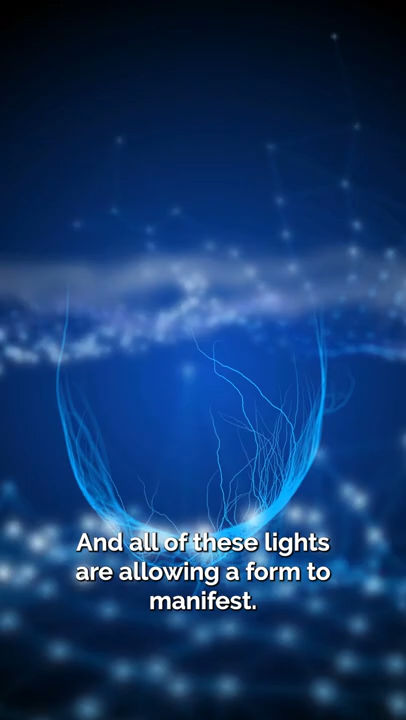 And all of these lights
are allowing a form to
manifest.